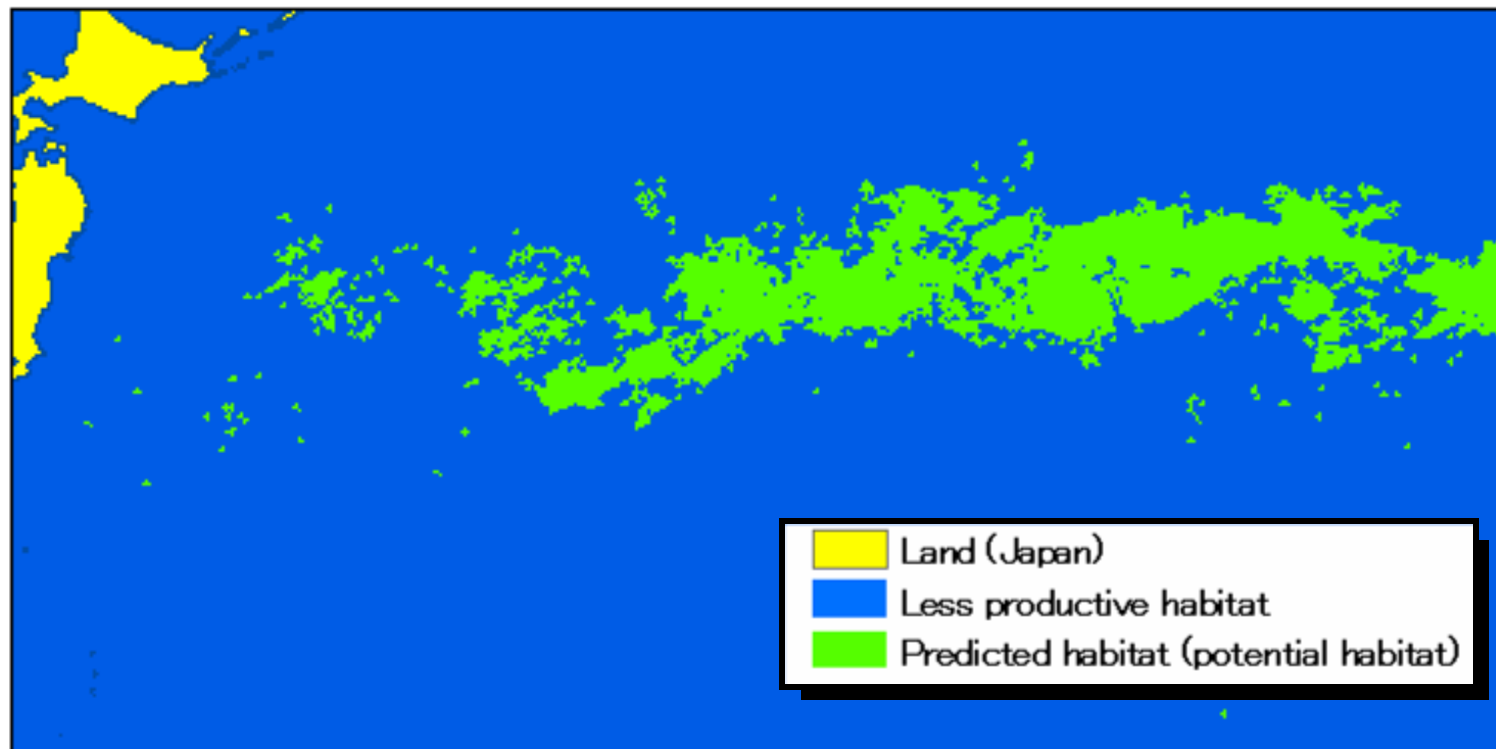 Land (Japan)
Less productive habitat
Predicted habitat (potential habitat)